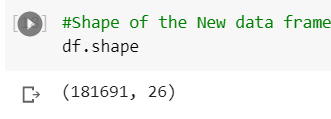 #Shape of the New data frame
df.shape
(181691, 26)